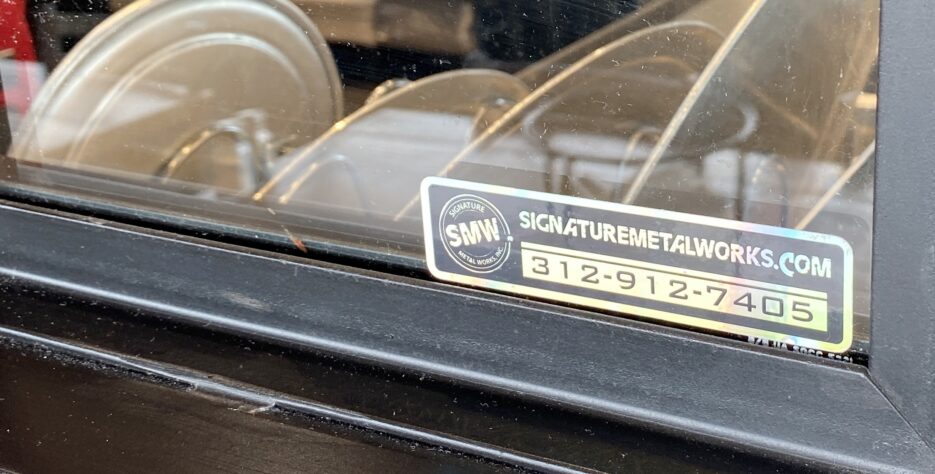 SIGNATURE
SMW
METAL WORKS, INC.
SIGNATUREMETALWORKS.COM
312-912-7405